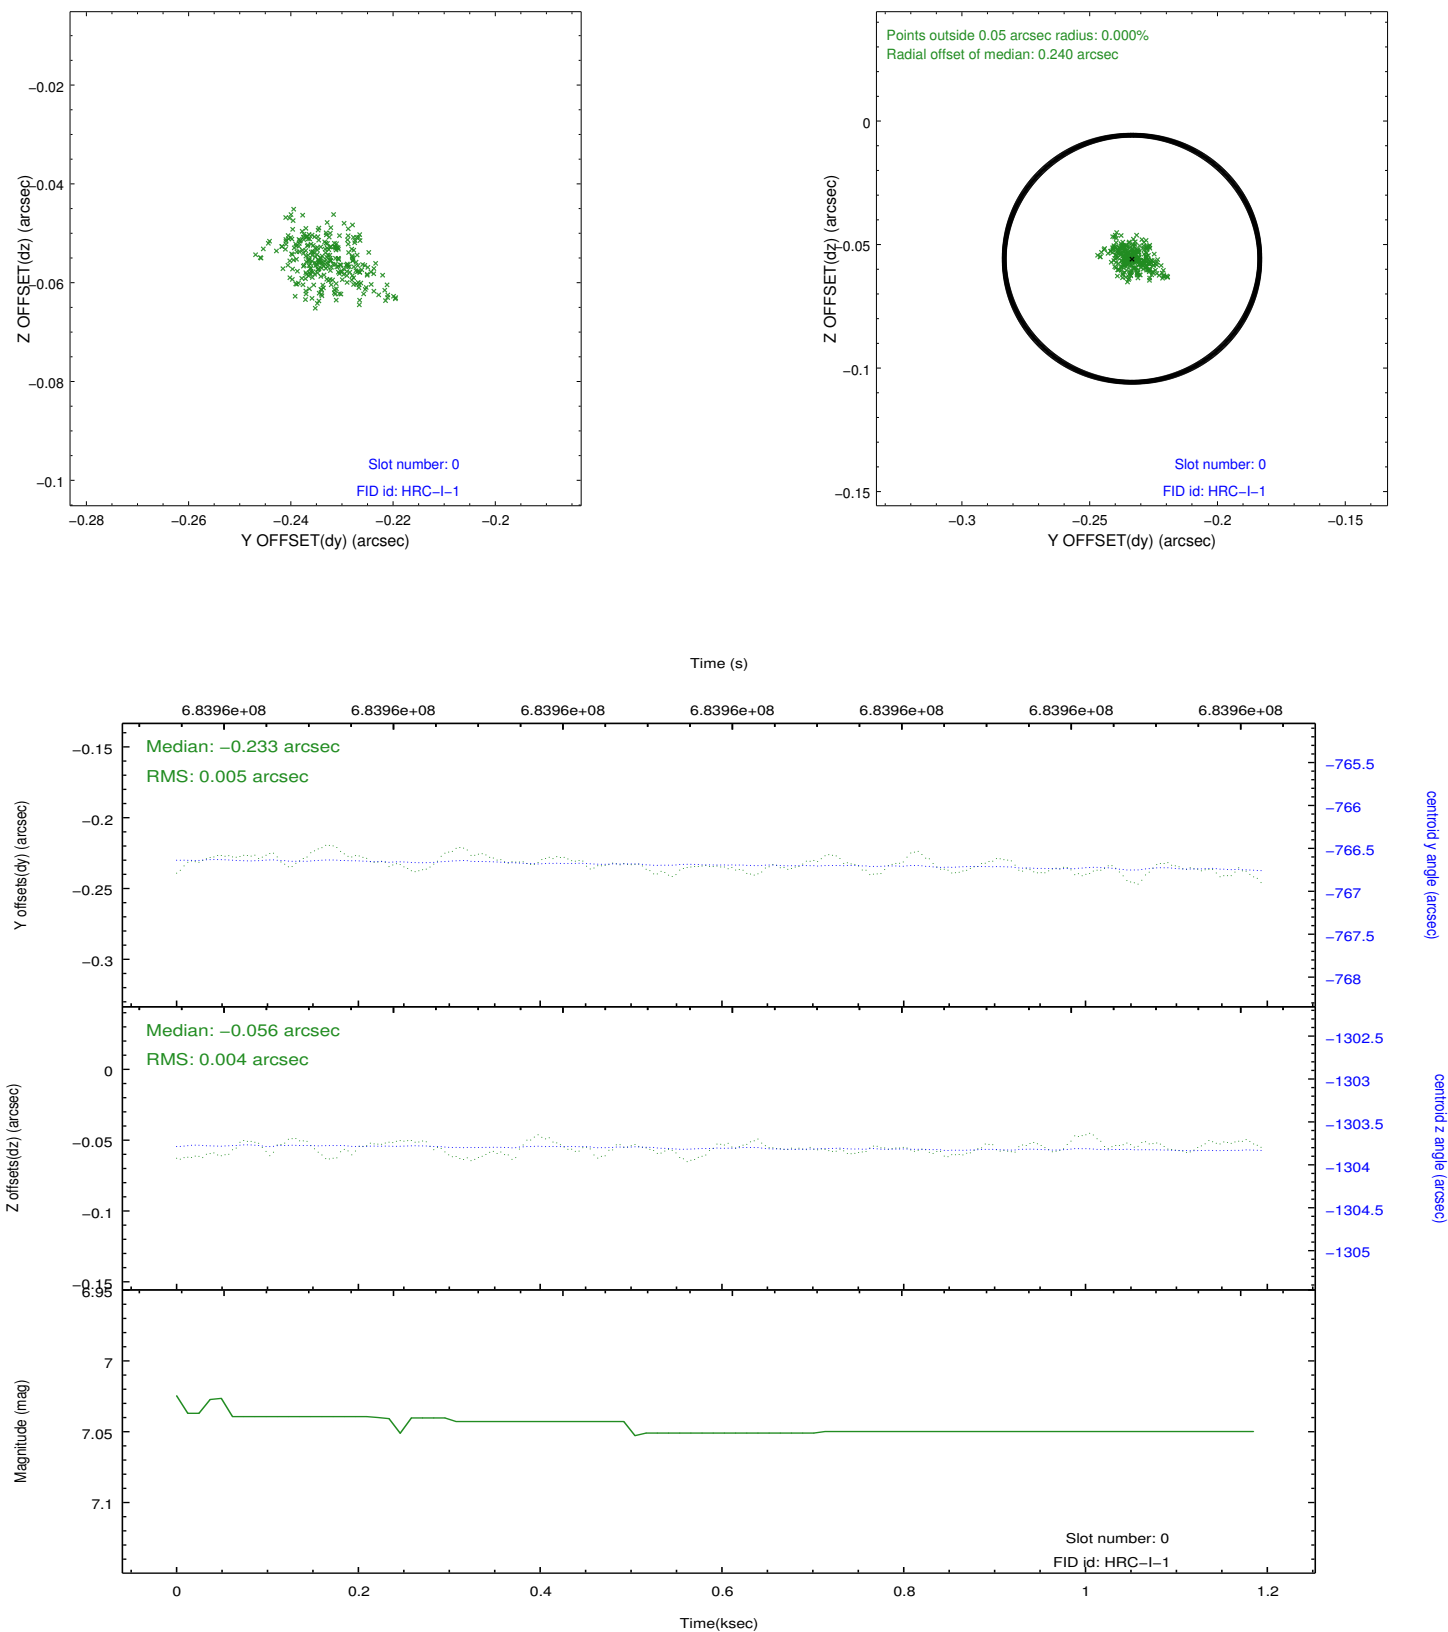 −0.02
−0.04
−0.06
−0.08
−0.1
Z OFFSET(dz) (arcsec)
Slot number: 0
FID id: HRC−I−1
−0.28 −0.26 −0.24 −0.22 −0.2
Y OFFSET(dy) (arcsec)
Points outside 0.05 arcsec radius: 0.000%
Radial offset of median: 0.240 arcsec
0
−0.05
−0.1
−0.15
Z OFFSET(dz) (arcsec)
Slot number: 0
FID id: HRC−I−1
−0.3 −0.25 −0.2 −0.15
Y OFFSET(dy) (arcsec)
Time (s)
6.8396e+08 6.8396e+08 6.8396e+08 6.8396e+08 6.8396e+08 6.8396e+08 6.8396e+08
Median: −0.233 arcsec
RMS: 0.005 arcsec
−0.15
−0.2
−0.25
−0.3
Y offsets(dy) (arcsec)
−765.5
−766
−766.5
−767
−767.5
−768
centroid y angle (arcsec)
Median: −0.056 arcsec
RMS: 0.004 arcsec
0
−0.05
−0.1
−0.15
Z offsets(dz) (arcsec)
−1302.5
−1303
−1303.5
−1304
−1304.5
−1305
centroid z angle (arcsec)
6.95
7
7.05
7.1
Magnitude (mag)
Slot number: 0
FID id: HRC−I−1
0 0.2 0.4 0.6 0.8 1 1.2
Time(ksec)